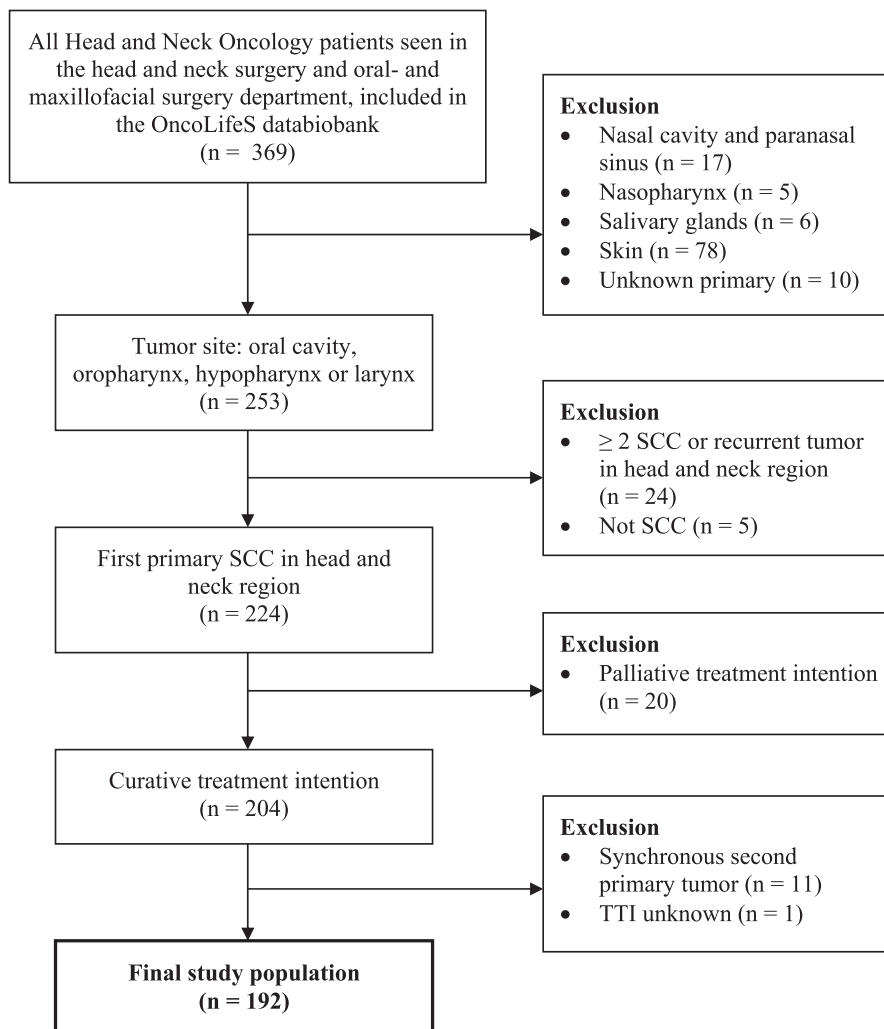 All Head and Neck Oncology patients seen in
the head and neck surgery and oral- and
maxillofacial surgery department, included in
the OncoLifeS databiobank
(n = 369)
Exclusion
• Nasal cavity and paranasal
sinus (n = 17)
• Nasopharynx (n = 5)
• Salivary glands (n = 6)
• Skin (n = 78)
• Unknown primary (n = 10)
Tumor site: oral cavity,
oropharynx, hypopharynx or larynx
(n = 253)
Exclusion
• ≥ 2 SCC or recurrent tumor
in head and neck region
(n = 24)
• Not SCC (n = 5)
First primary SCC in head and
neck region
(n = 224)
Exclusion
• Palliative treatment intention
(n = 20)
Curative treatment intention
(n = 204)
Exclusion
• Synchronous second
primary tumor (n = 11)
• TTI unknown (n = 1)
Final study population
(n = 192)